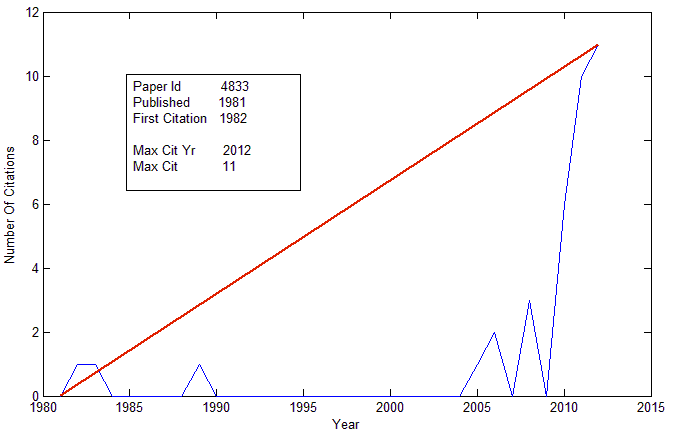 12
10
8
6
4
2
0
Number Of Citations
Paper Id 4833
Published 1981
First Citation 1982
Max Cit Yr 2012
Max Cit 11
1980 1985 1990 1995 2000 2005 2010 2015
Year